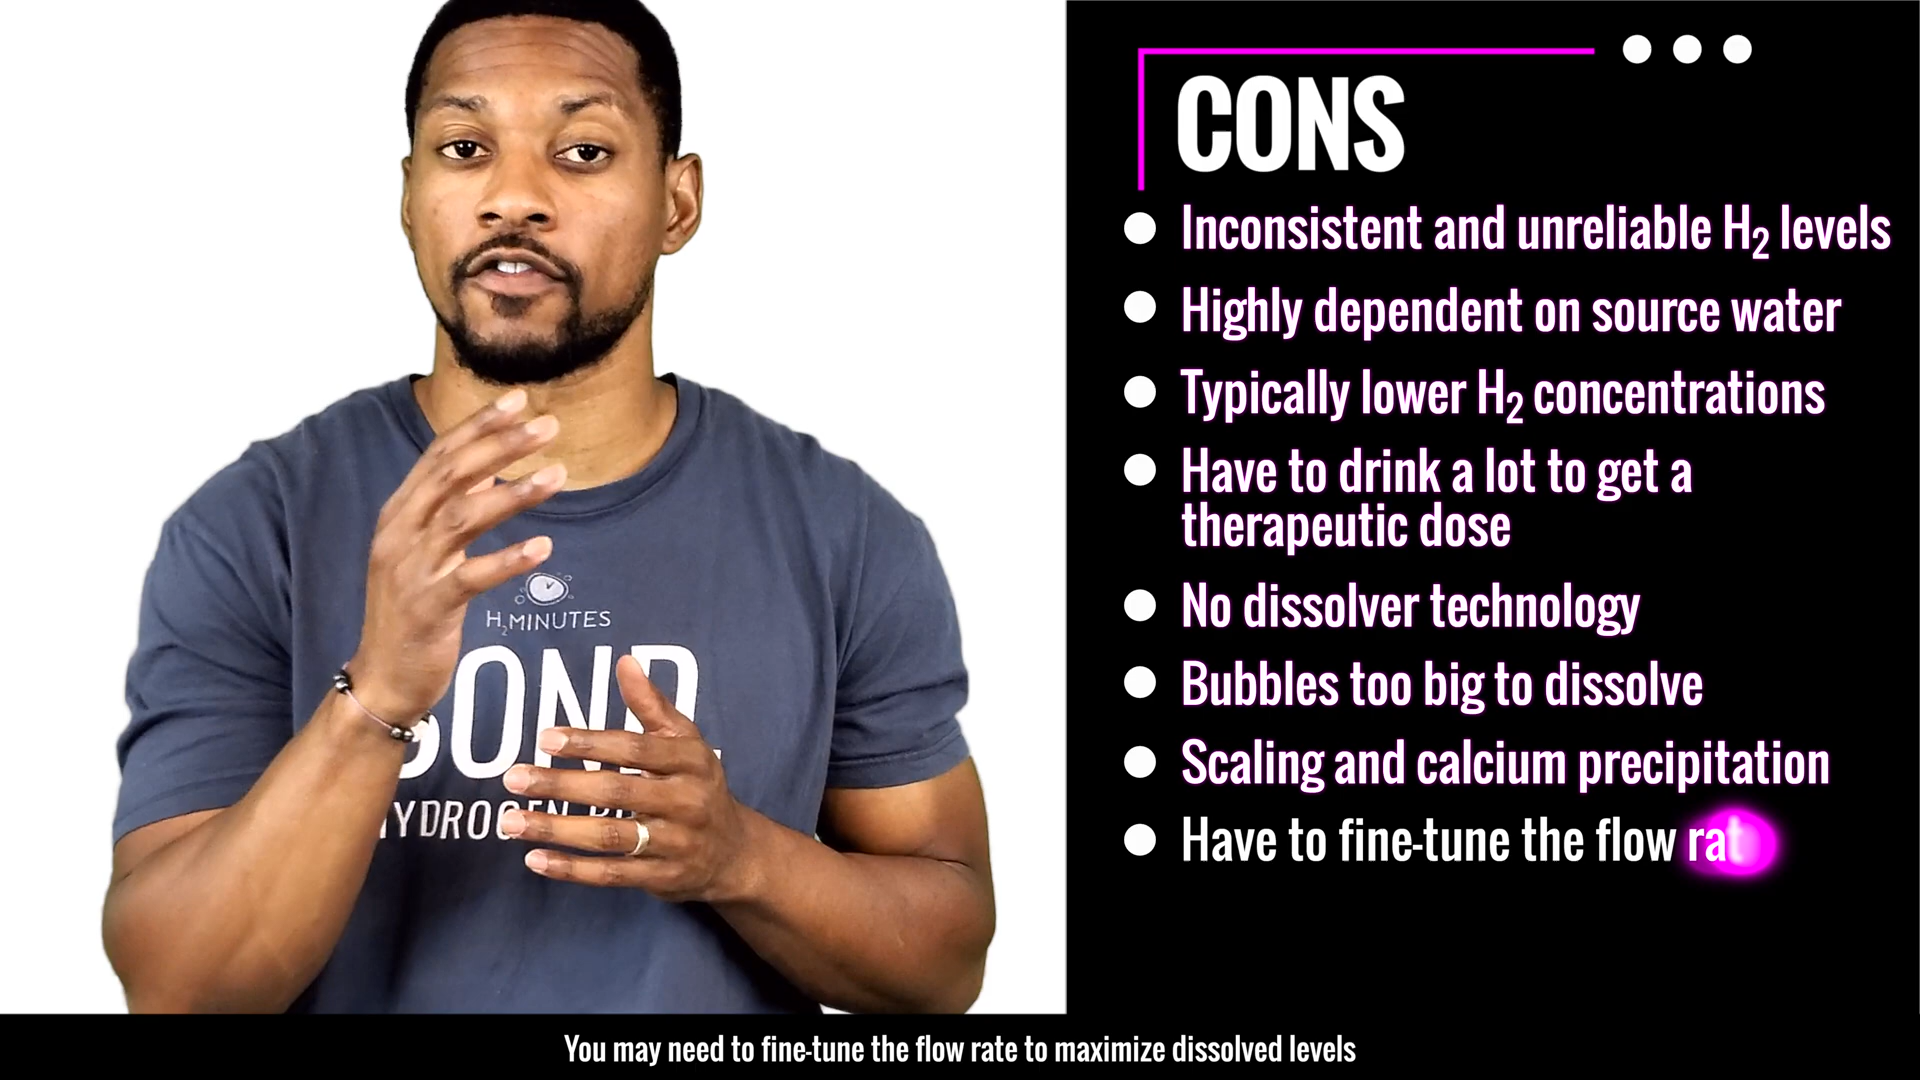 CONS
Inconsistent and unreliable H₂ levels
Highly dependent on source water
Typically lower H₂ concentrations
Have to drink a lot to get a
therapeutic dose
No dissolver technology
Bubbles too big to dissolve
Scaling and calcium precipitation
Have to fine-tune the flow rat
H₂MINUTES
You may need to fine-tune the flow rate to maximize dissolved levels